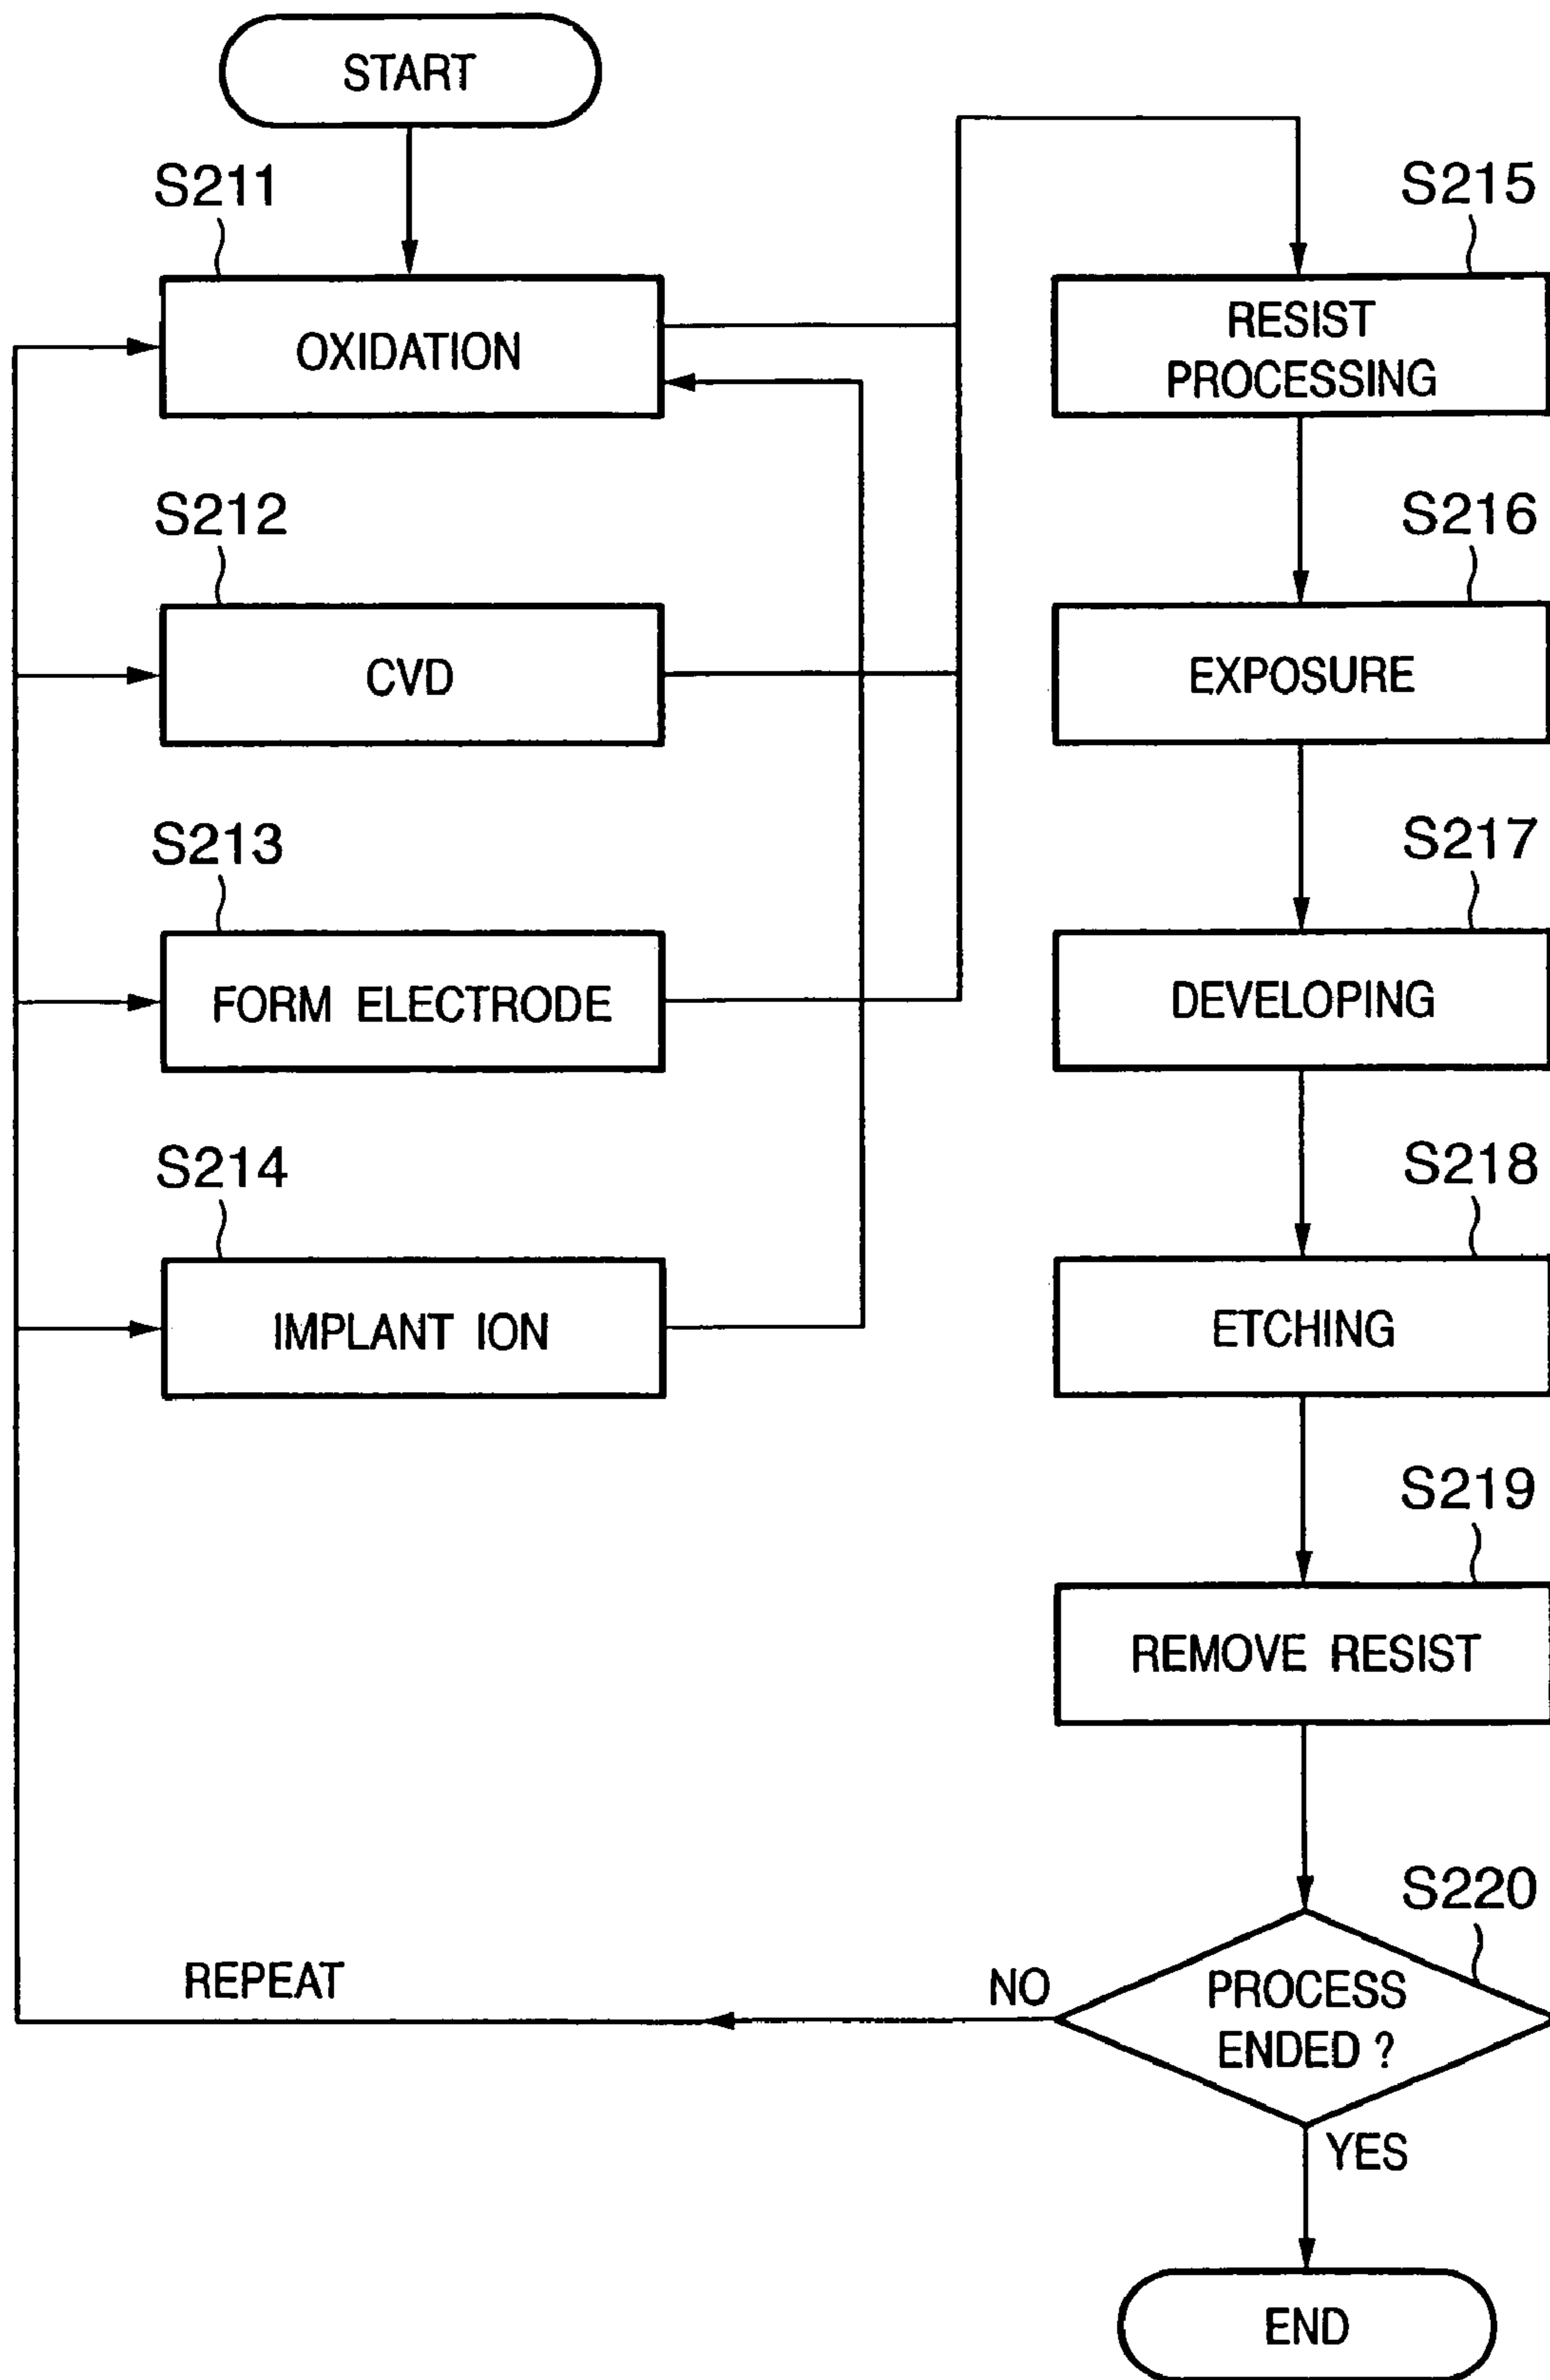 START
S211
OXIDATION
S212
CVD
S213
FORM ELECTRODE
S214
IMPLANT ION
S215
RESIST
PROCESSING
S216
EXPOSURE
S217
DEVELOPING
S218
ETCHING
S219
REMOVE RESIST
S220
PROCESS
ENDED ?
NO
REPEAT
YES
END